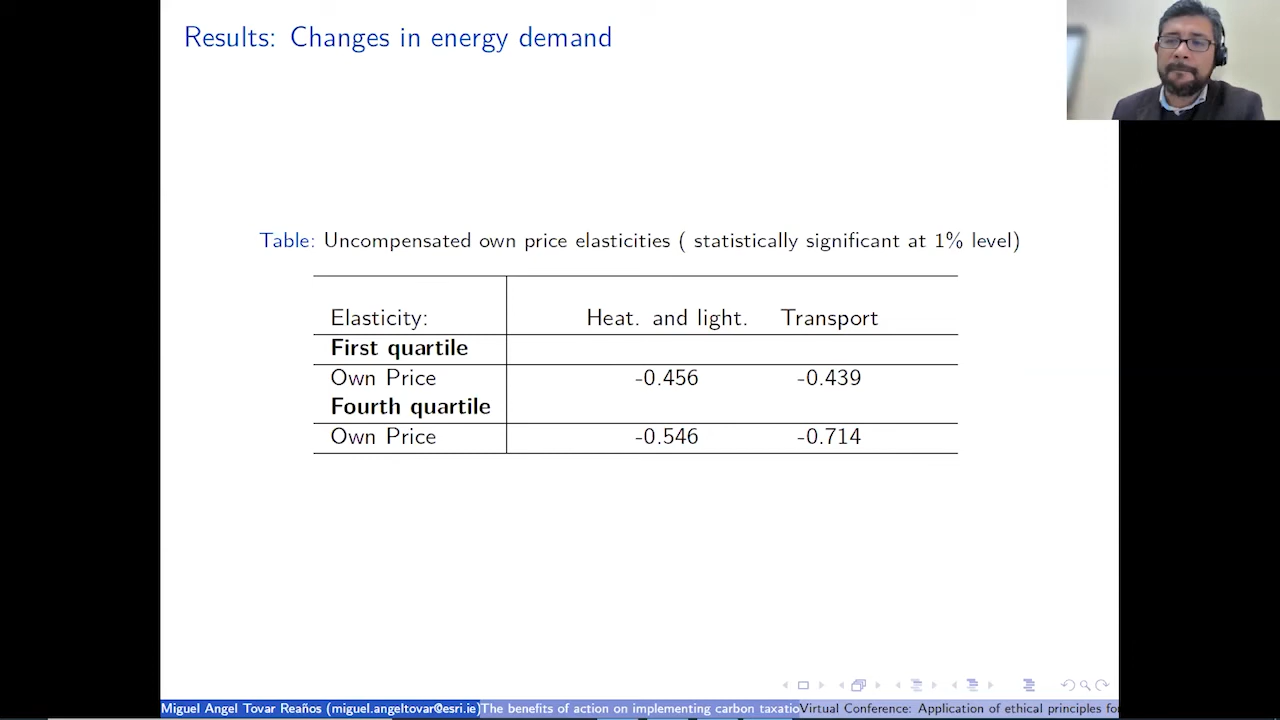 Results: Changes in energy demand
Table: Uncompensated own price elasticities ( statistically significant at 1% level)
Elasticity: Heat. and light. Transport
First quartile
Own Price -0.456 -0.439
Fourth quartile
Own Price -0.546 -0.714
Miguel Angel Tovar Reaños (miguel.angeltovar@esri.ie) The benefits of action on implementing carbon taxatio Virtual Conference: Application of ethical principles fo